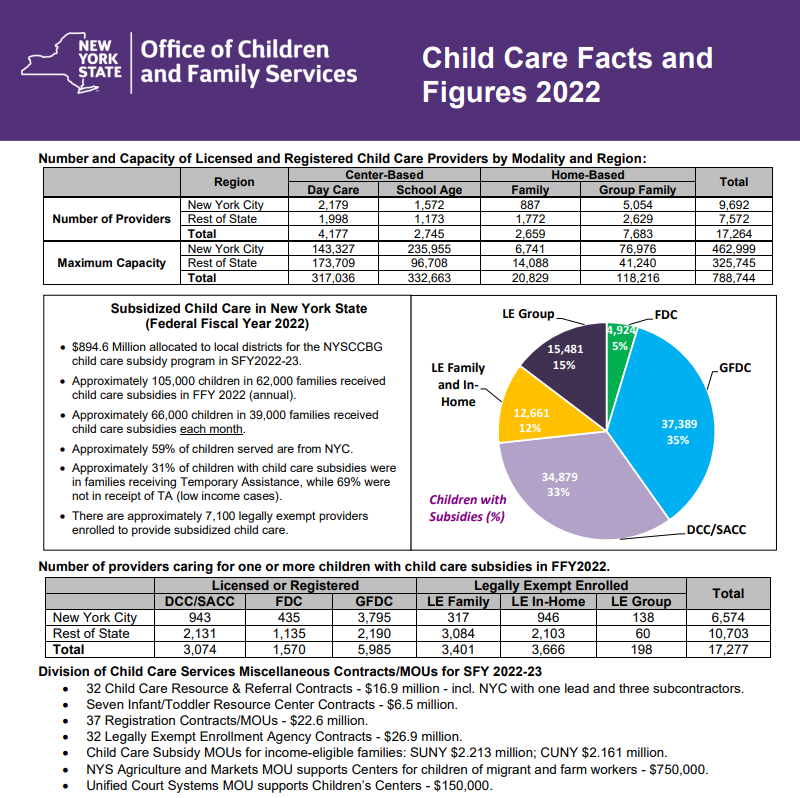 NEW
YORK
STATE
Office of Children
and Family Services
Child Care Facts and
Figures 2022
Number and Capacity of Licensed and Registered Child Care Providers by Modality and Region:
Region Center-Based Home-Based Total
Day Care School Age Family Group Family
Number of Providers
New York City 2,179 1,572 887 5,054 9,692
Rest of State 1,998 1,173 1,772 2,629 7,572
Total 4,177 2,745 2,659 7,683 17,264
Maximum Capacity
New York City 143,327 235,955 6,741 76,976 462,999
Rest of State 173,709 96,708 14,088 41,240 325,745
Total 317,036 332,663 20,829 118,216 788,744
Subsidized Child Care in New York State
(Federal Fiscal Year 2022)
• $894.6 Million allocated to local districts for the NYSCCBG
child care subsidy program in SFY2022-23.
• Approximately 105,000 children in 62,000 families received
child care subsidies in FFY 2022 (annual).
• Approximately 66,000 children in 39,000 families received
child care subsidies each month.
• Approximately 59% of children served are from NYC.
• Approximately 31% of children with child care subsidies were
in families receiving Temporary Assistance, while 69% were
not in receipt of TA (low income cases).
• There are approximately 7,100 legally exempt providers
enrolled to provide subsidized child care.
LE Group
FDC
4,924
5%
15,481
15%
LE Family
and In-
Home
GFDC
12,661
12%
37,389
35%
34,879
33%
Children with
Subsidies (%)
DCC/SACC
Number of providers caring for one or more children with child care subsidies in FFY2022.
Licensed or Registered Legally Exempt Enrolled Total
DCC/SACC FDC GFDC LE Family LE In-Home LE Group
New York City 943 435 3,795 317 946 138 6,574
Rest of State 2,131 1,135 2,190 3,084 2,103 60 10,703
Total 3,074 1,570 5,985 3,401 3,666 198 17,277
Division of Child Care Services Miscellaneous Contracts/MOUs for SFY 2022-23
• 32 Child Care Resource & Referral Contracts - $16.9 million - incl. NYC with one lead and three subcontractors.
• Seven Infant/Toddler Resource Center Contracts - $6.5 million.
• 37 Registration Contracts/MOUs - $22.6 million.
• 32 Legally Exempt Enrollment Agency Contracts - $26.9 million.
• Child Care Subsidy MOUs for income-eligible families: SUNY $2.213 million; CUNY $2.161 million.
• NYS Agriculture and Markets MOU supports Centers for children of migrant and farm workers - $750,000.
• Unified Court Systems MOU supports Children's Centers - $150,000.